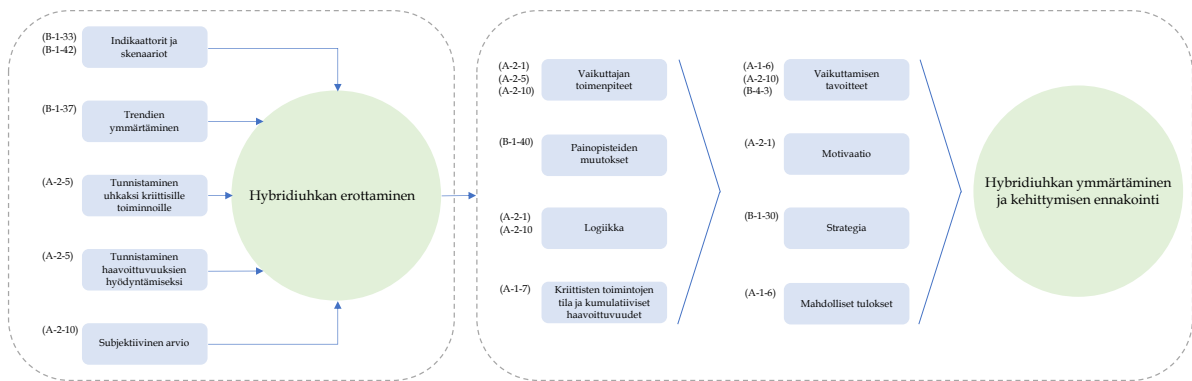 (B-1-33)
(B-1-42)
Indikaattorit ja
skenaariot
(B-1-37)
Trendien
ymmärtäminen
(A-2-5)
Tunnistaminen
uhkaksi kriittisille
toiminnoille
(A-2-5)
Tunnistaminen
haavoittuvuuksien
hyödyntämiseksi
(A-2-10)
Subjektiivinen arvio
Hybridiuhkan erottaminen
(A-2-1)
(A-2-5)
(A-2-10)
Vaikuttajan
toimenpiteet
(B-1-40)
Painopisteiden
muutokset
(A-2-1)
(A-2-10
Logiikka
(A-1-7)
Kriittisten toimintojen
tila ja kumulatiiviset
haavoittuvuudet
(A-1-6)
(A-2-10)
(B-4-3)
Vaikuttamisen
tavoitteet
(A-2-1)
Motivaatio
(B-1-30)
Strategia
(A-1-6)
Mahdolliset tulokset
Hybridiuhkan ymmärtäminen
ja kehittymisen ennakointi